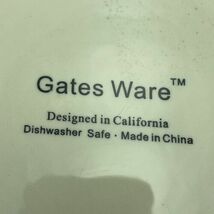 Gates Ware™
Designed in California
Dishwasher Safe · Made in China